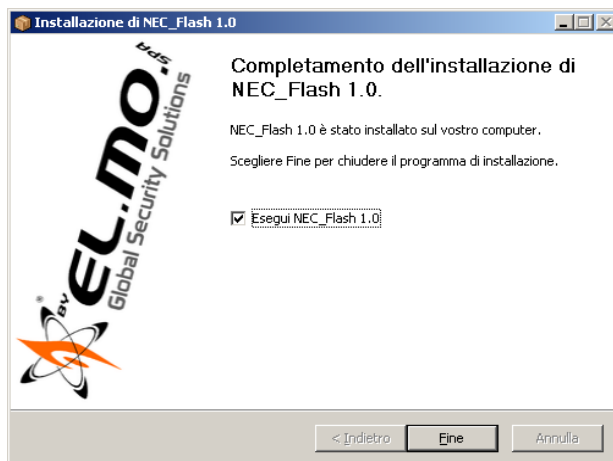 Installazione di NEC_Flash 1.0
BY EL.MO. SPA
Global Security Solutions
Completamento dell'installazione di
NEC_Flash 1.0.
NEC_Flash 1.0 è stato installato sul vostro computer.
Scegliere Fine per chiudere il programma di installazione.
Esegui NEC_Flash 1.0
< Indietro
Fine
Annulla